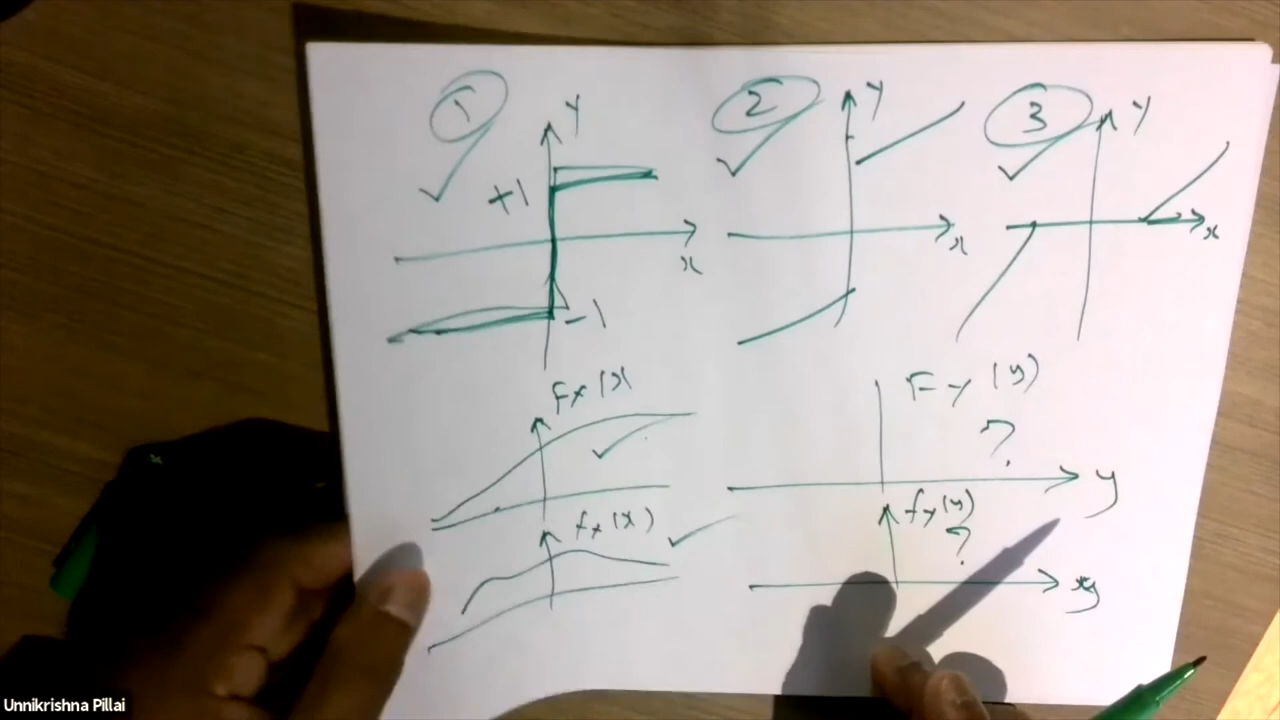 1
Y
+1
x
-1
2
Y
x
3
Y
x
Fx(x
fx(x)
Fy(y)
?
y
fy(y)
?
y
Unnikrishna Pillai